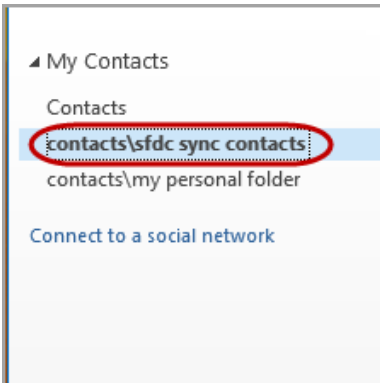 My Contacts
Contacts
contacts\sfdc sync contacts
contacts\my personal folder
Connect to a social network